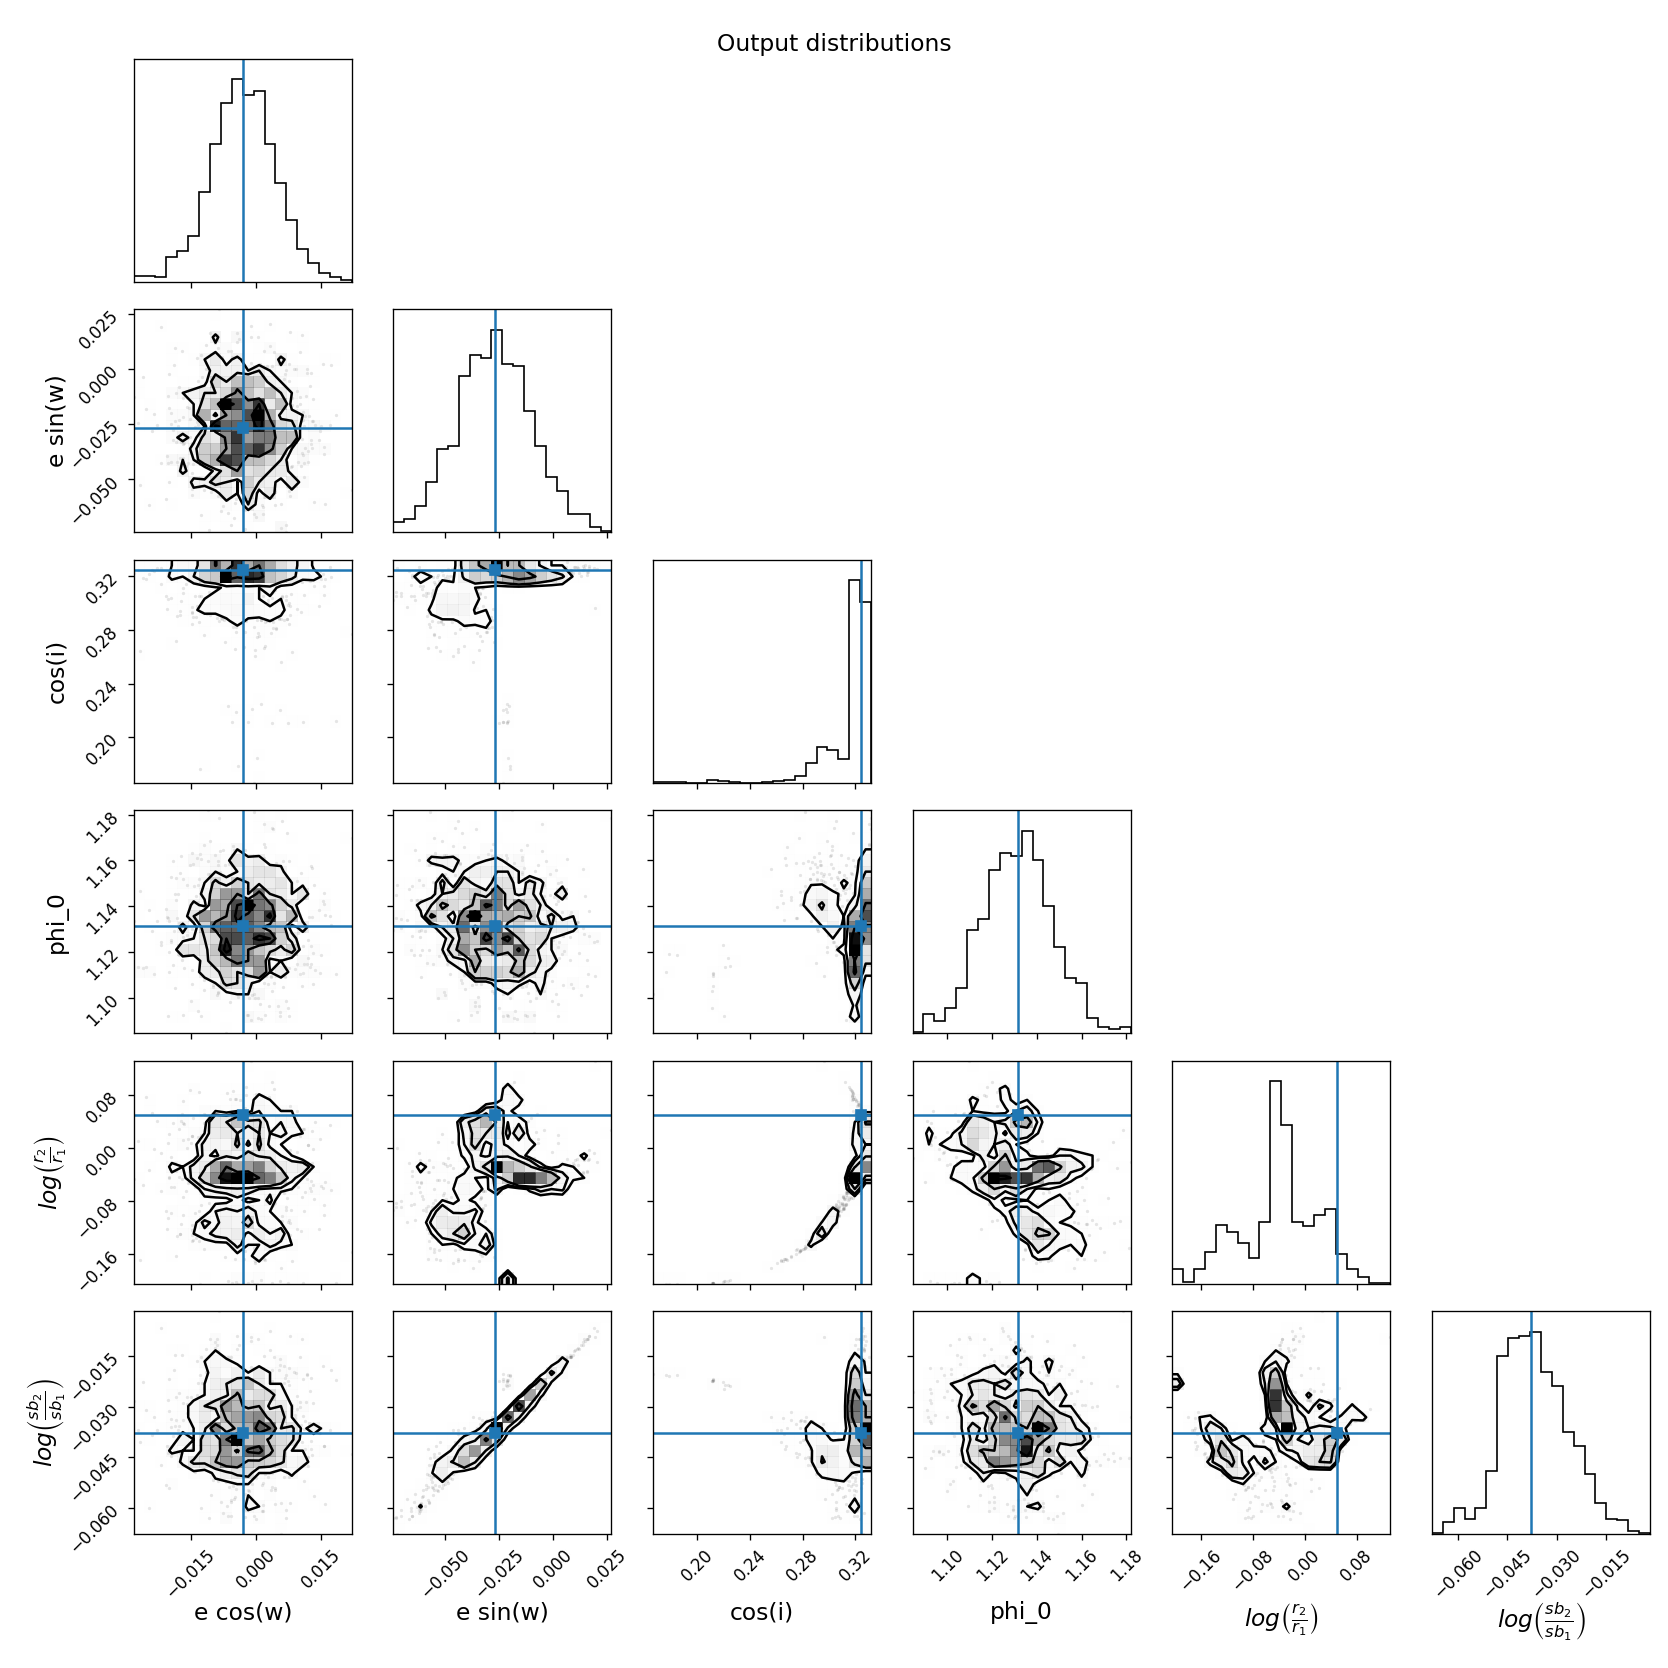 Output distributions
0.025
0.000
−0.025
−0.050
e sin(w)
0.32
0.28
0.24
0.20
cos(i)
1.18
1.16
1.14
1.12
1.10
phi_0
0.08
0.00
−0.08
−0.16
log(r₂/r₁)
−0.015
−0.030
−0.045
−0.060
log(sb₂/sb₁)
−0.015 0.000 0.015
−0.050 −0.025 0.000 0.025
0.20 0.24 0.28 0.32
1.10 1.12 1.14 1.16 1.18
−0.16 −0.08 0.00 0.08
−0.060 −0.045 −0.030 −0.015
e cos(w) e sin(w) cos(i) phi_0 log(r₂/r₁) log(sb₂/sb₁)